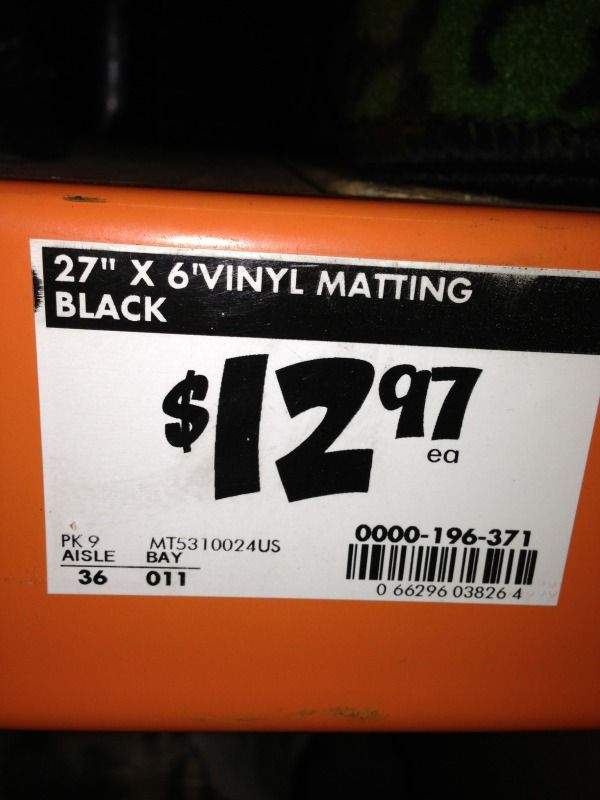 27" X 6'VINYL MATTING
BLACK
$12 97
ea
PK 9 MT5310024US 0000-196-371
AISLE BAY
36 011
0 66296 03826 4